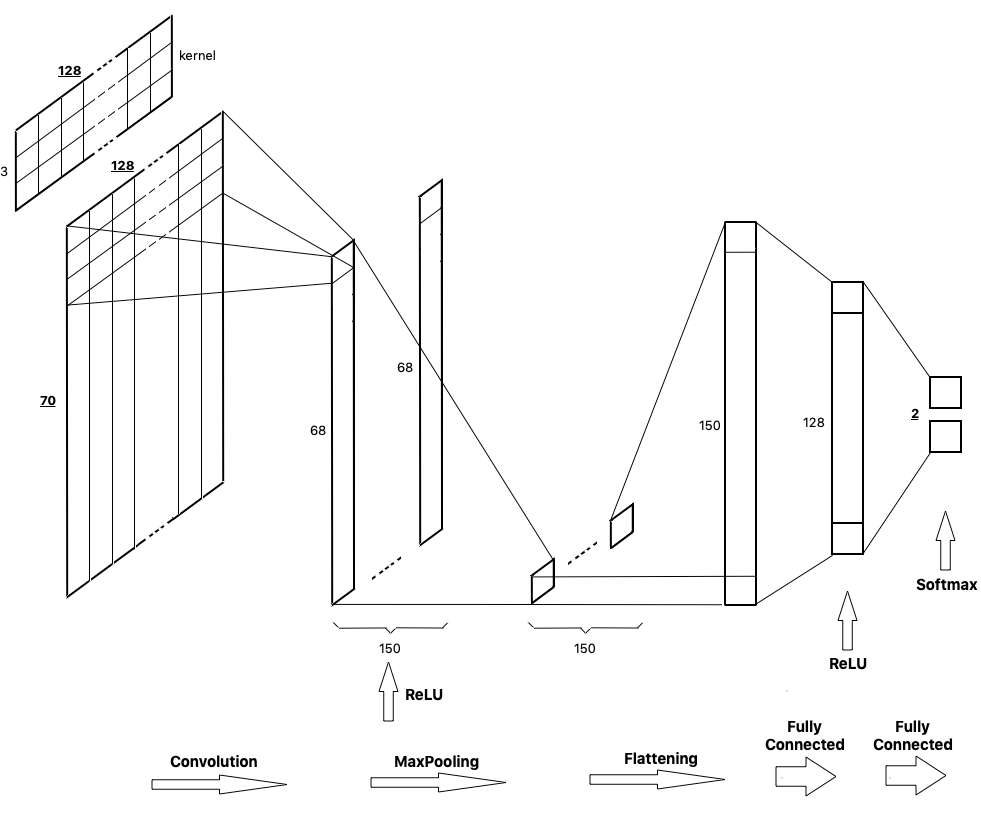 128
kernel
3
128
70
68
68
150
128
2
150
150
ReLU
Softmax
ReLU
Convolution
MaxPooling
Flattening
Fully
Connected
Fully
Connected